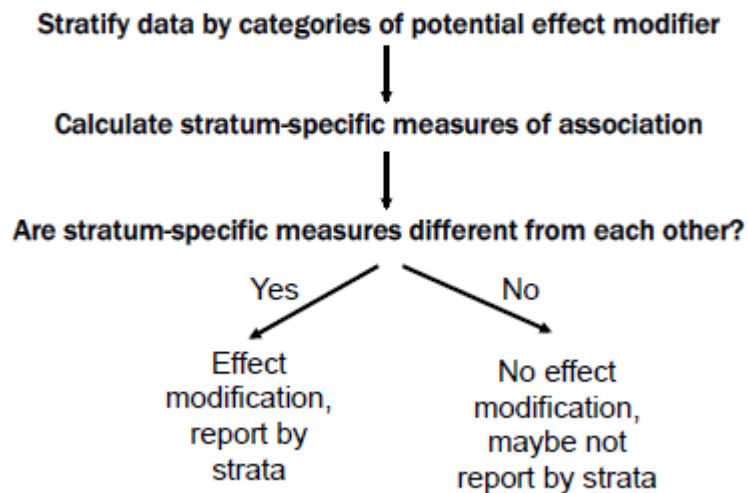 Stratify data by categories of potential effect modifier
Calculate stratum-specific measures of association
Are stratum-specific measures different from each other?
Yes
No
Effect
modification,
report by
strata
No effect
modification,
maybe not
report by strata